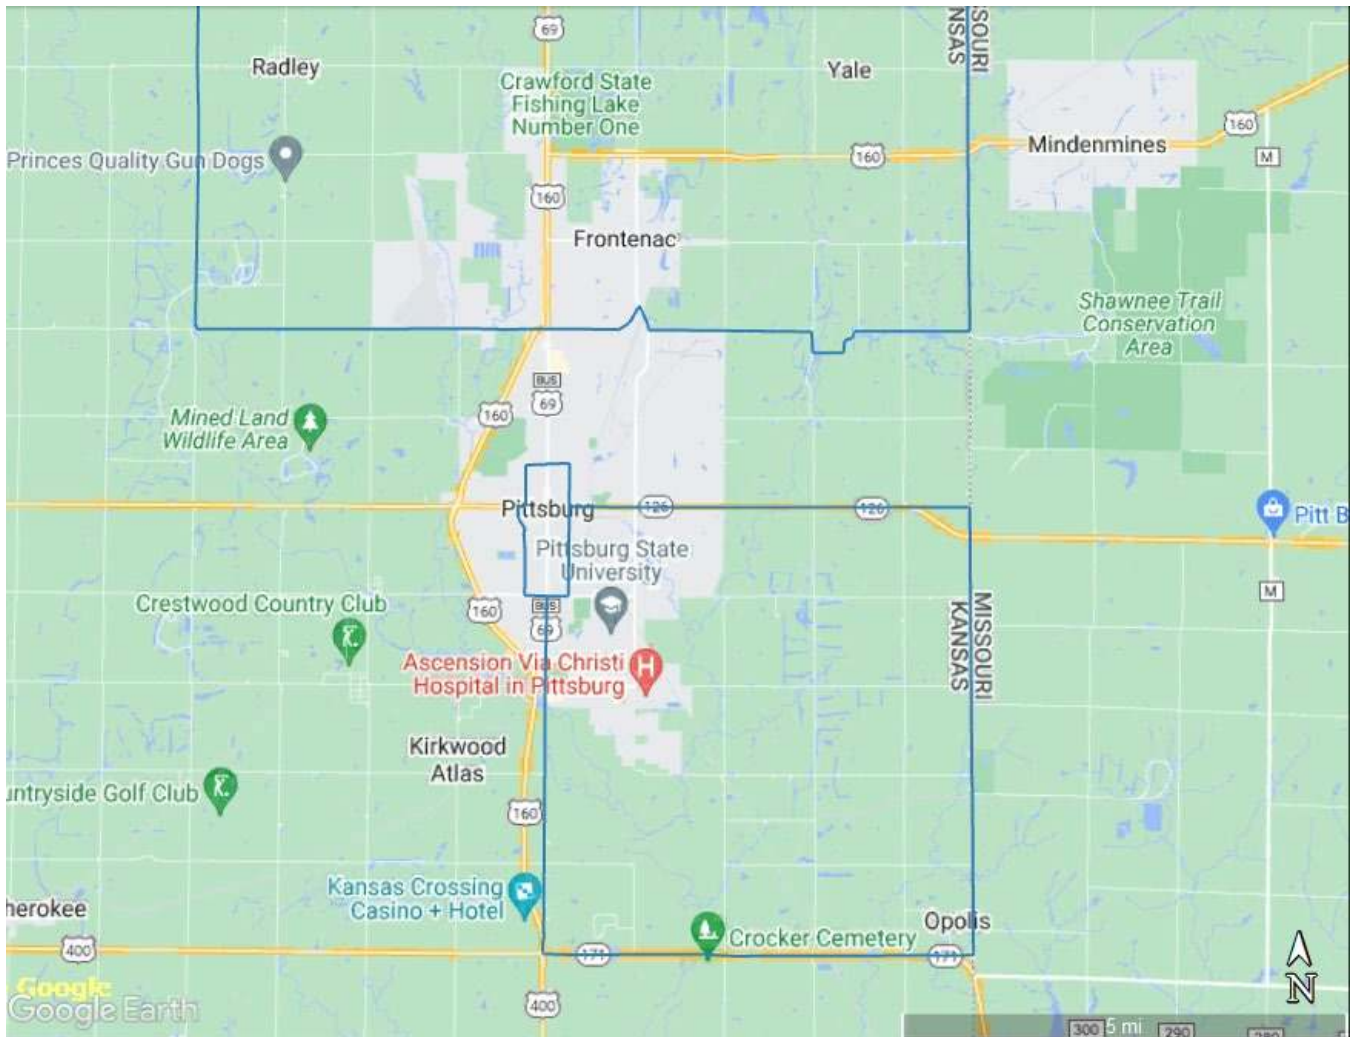 69
SOURI
NSAS
Radley
Crawford State
Fishing Lake
Number One
Yale
160
Mindenmines
160
M
Princes Quality Gun Dogs
160
Frontenac
Shawnee Trail
Conservation
Area
BUS
69
160
Mined Land
Wildlife Area
Pittsburg
126
126
Pitt B
Pittsburg State
University
M
Crestwood Country Club
160
BUS
69
MISSOURI
KANSAS
Ascension Via Christi
Hospital in Pittsburg
H
Kirkwood
Atlas
untryside Golf Club
160
Kansas Crossing
Casino + Hotel
herokee
Opolis
400
171
Crocker Cemetery
171
N
Google
Google Earth
400
300
5 mi
290
280